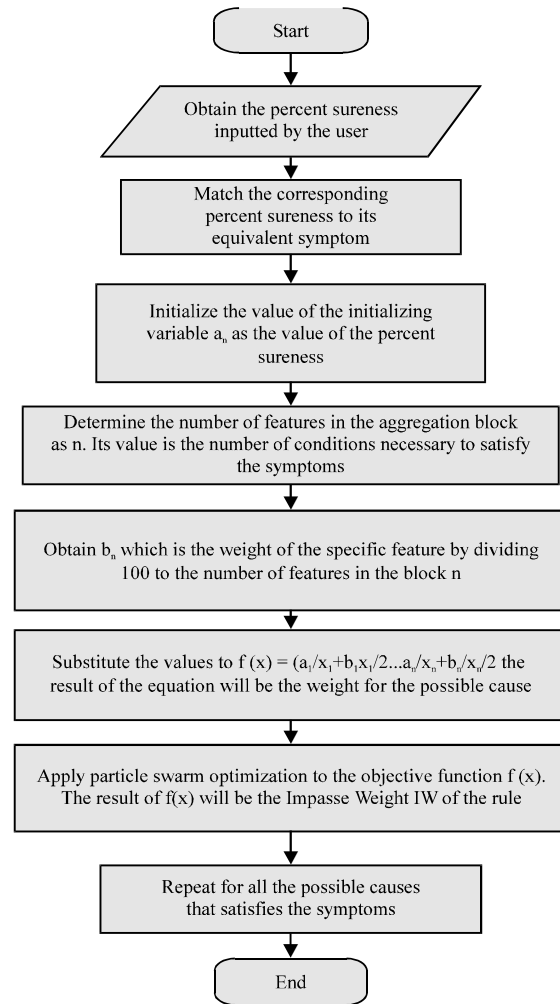 Start
Obtain the percent sureness
inputted by the user
Match the corresponding
percent sureness to its
equivalent symptom
Initialize the value of the initializing
variable aₙ as the value of the percent
sureness
Determine the number of features in the aggregation block
as n. Its value is the number of conditions necessary to satisfy
the symptoms
Obtain bₙ which is the weight of the specific feature by dividing
100 to the number of features in the block n
Substitute the values to f (x) = (a₁/x₁+b₁x₁/2...aₙ/xₙ+bₙ/xₙ/2 the
result of the equation will be the weight for the possible cause
Apply particle swarm optimization to the objective function f (x).
The result of f(x) will be the Impasse Weight IW of the rule
Repeat for all the possible causes
that satisfies the symptoms
End